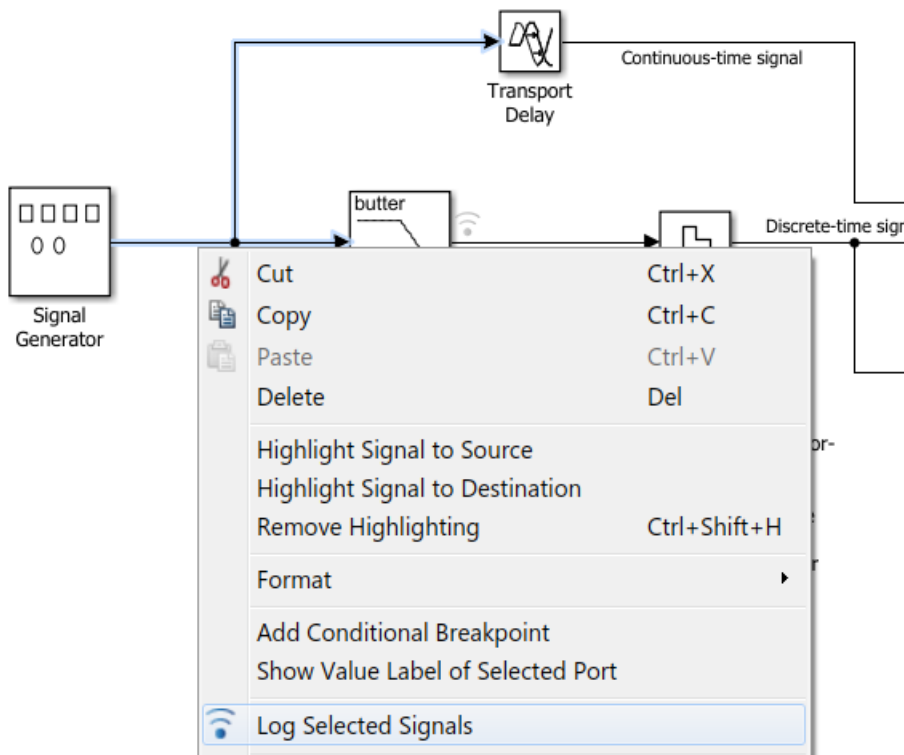 Continuous-time signal
Transport
Delay
butter
Discrete-time sign
Signal
Generator
Cut Ctrl+X
Copy Ctrl+C
Paste Ctrl+V
Delete Del
Highlight Signal to Source
or-
Highlight Signal to Destination
Remove Highlighting Ctrl+Shift+H
Format
Add Conditional Breakpoint
Show Value Label of Selected Port
Log Selected Signals